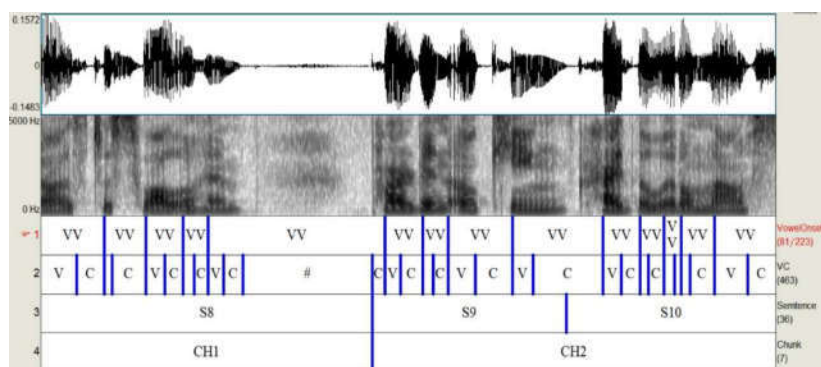 0.1572
0
-0.1483
5000 Hz
0 Hz
1 VV VV VV VV VV VV VV VV VV VV VV VV VV VV VowelOnset (81/223)
2 V C C V C C V C # C V C C V C V C V C C C V C VC (463)
3 S8 S9 S10 Semtence (36)
4 CH1 CH2 Chunk (7)